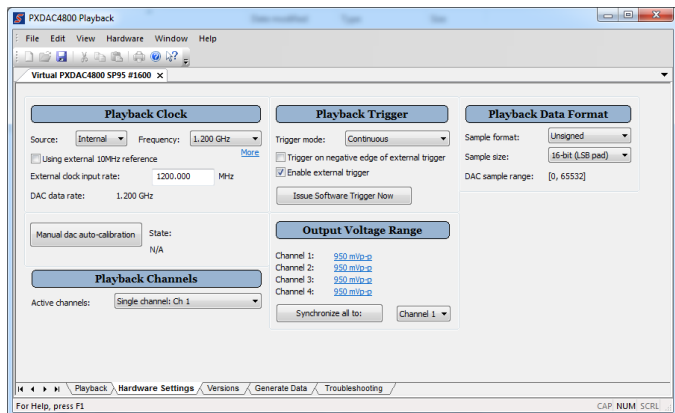 PXDAC4800 Playback
File Edit View Hardware Window Help
Virtual PXDAC4800 SP95 #1600
Playback Clock
Source: Internal Frequency: 1.200 GHz
Using external 10MHz reference More
External clock input rate: 1200.000 MHz
DAC data rate: 1.200 GHz
Manual dac auto-calibration State:
N/A
Playback Channels
Active channels: Single channel: Ch 1
Playback Trigger
Trigger mode: Continuous
Trigger on negative edge of external trigger
Enable external trigger
Issue Software Trigger Now
Output Voltage Range
Channel 1: 950 mVp-p
Channel 2: 950 mVp-p
Channel 3: 950 mVp-p
Channel 4: 950 mVp-p
Synchronize all to: Channel 1
Playback Data Format
Sample format: Unsigned
Sample size: 16-bit (LSB pad)
DAC sample range: [0, 65532]
Playback Hardware Settings Versions Generate Data Troubleshooting
For Help, press F1 CAP NUM SCRL